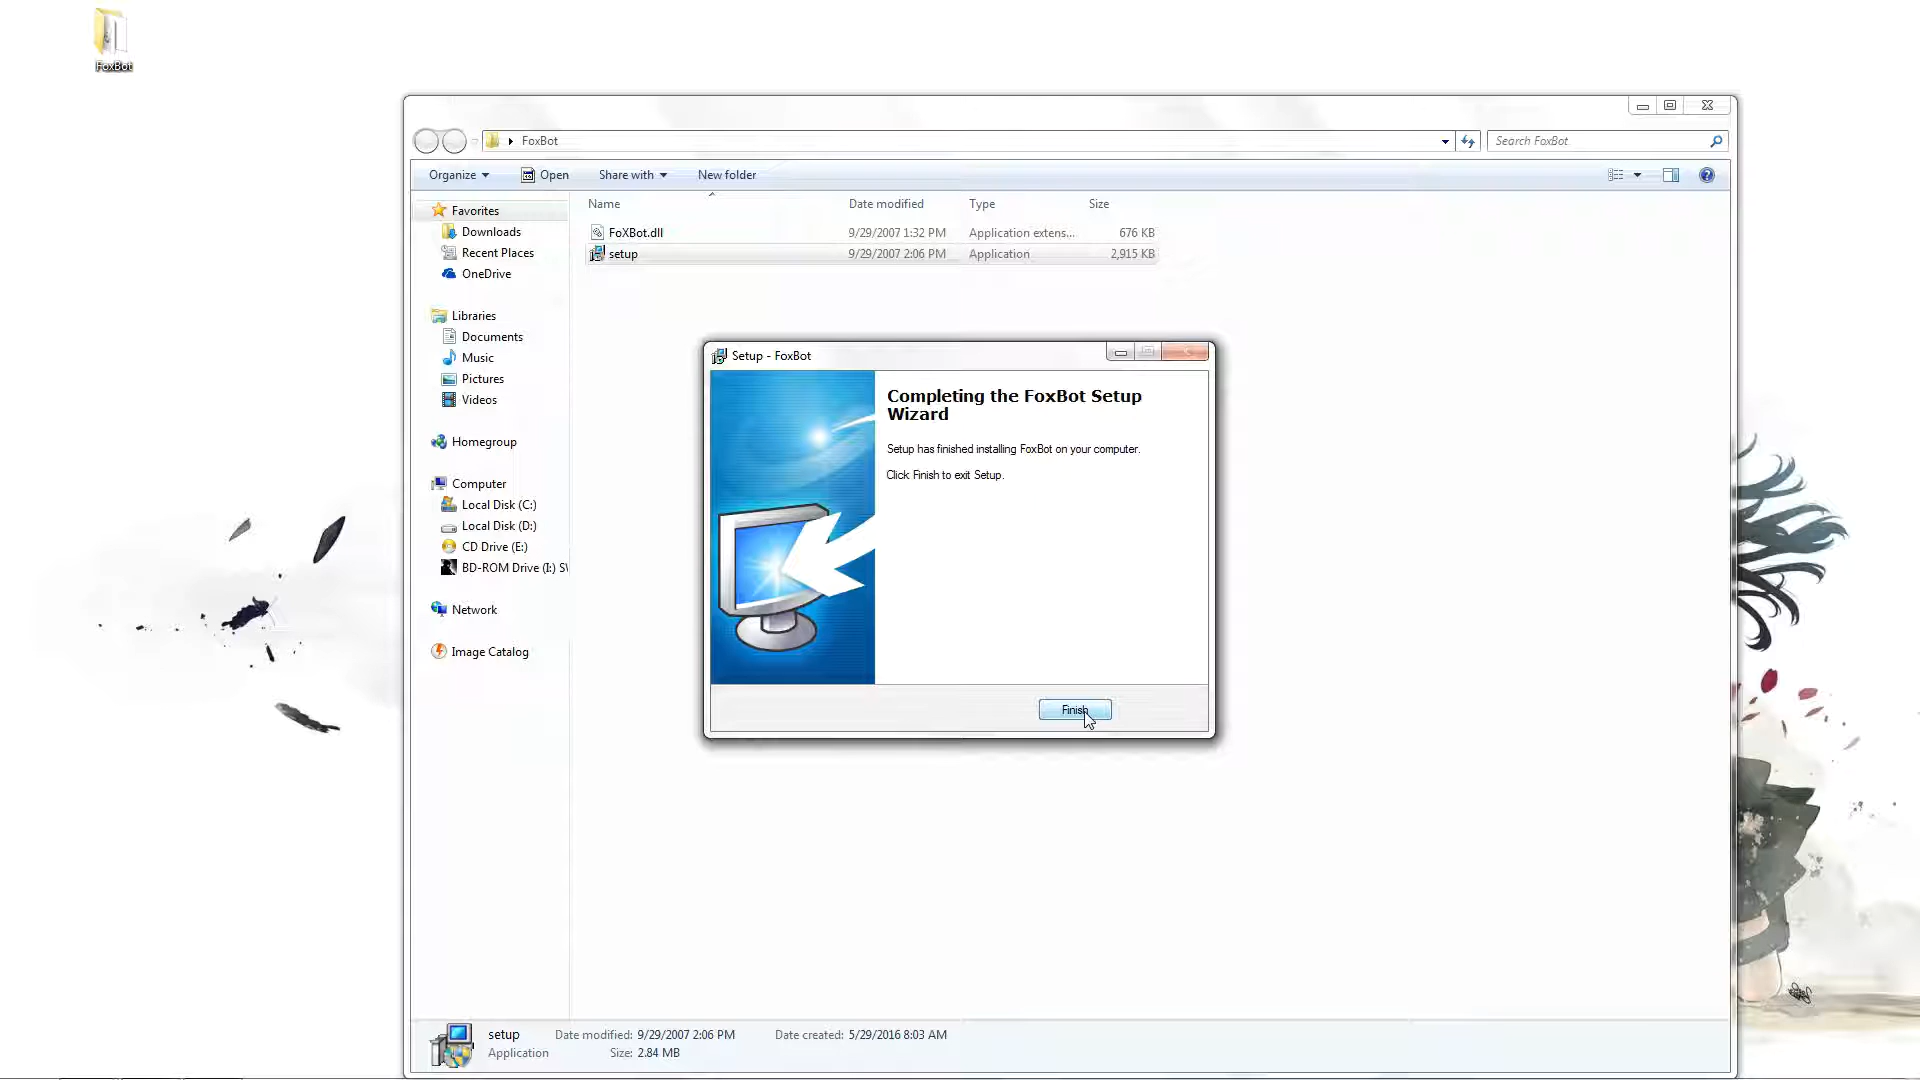 FoxBot
FoxBot
Search FoxBot
Organize
Open
Share with
New folder
Name
Date modified
Type
Size
FoXBot.dll
9/29/2007 1:32 PM
Application extens...
676 KB
setup
9/29/2007 2:06 PM
Application
2,915 KB
Favorites
Downloads
Recent Places
OneDrive
Libraries
Documents
Music
Pictures
Videos
Homegroup
Computer
Local Disk (C:)
Local Disk (D:)
CD Drive (E:)
BD-ROM Drive (I:) SV
Network
Image Catalog
Setup - FoxBot
Completing the FoxBot Setup
Wizard
Setup has finished installing FoxBot on your computer.
Click Finish to exit Setup.
Finish
setup
Date modified: 9/29/2007 2:06 PM
Date created: 5/29/2016 8:03 AM
Application
Size: 2.84 MB